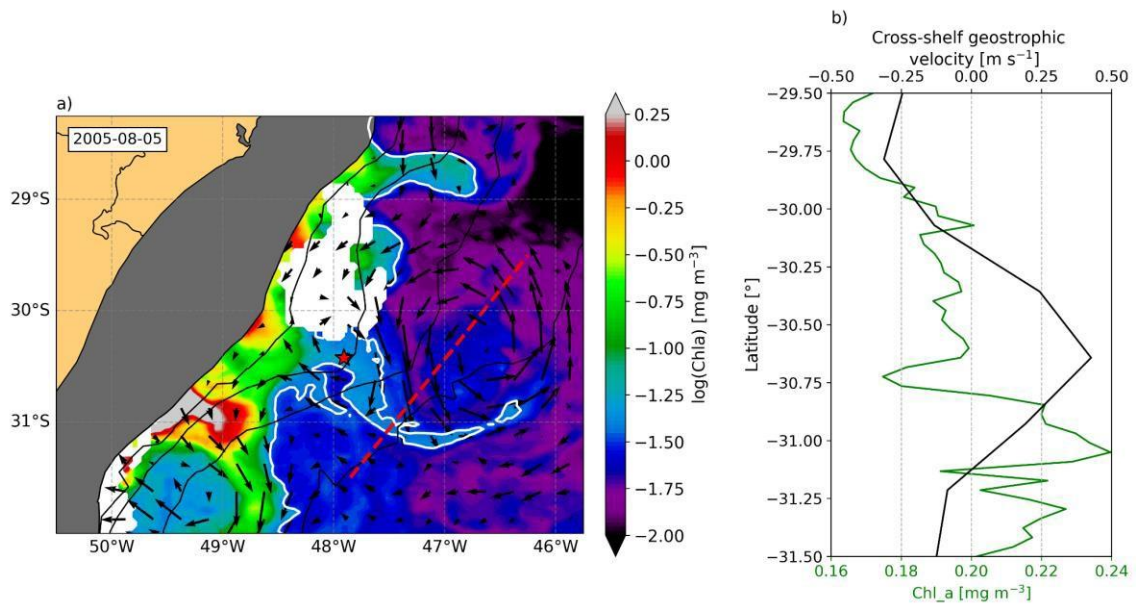 a)
2005-08-05
29°S
30°S
31°S
50°W 49°W 48°W 47°W 46°W
0.25
0.00
−0.25
−0.50
−0.75
−1.00
−1.25
−1.50
−1.75
−2.00
log(Chla) [mg m⁻³]
b)
Cross-shelf geostrophic
velocity [m s⁻¹]
−0.50 −0.25 0.00 0.25 0.50
Latitude [°]
−29.50
−29.75
−30.00
−30.25
−30.50
−30.75
−31.00
−31.25
−31.50
0.16 0.18 0.20 0.22 0.24
Chl_a [mg m⁻³]